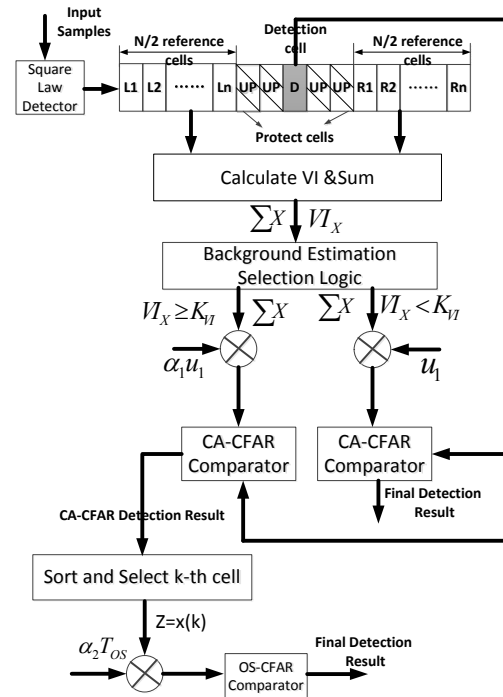 Input
Samples
N/2 reference
cells
Detection
cell
N/2 reference
cells
Square
Law
Detector
L1 L2 ...... Ln UP UP D UP UP R1 R2 ...... Rn
Protect cells
Calculate VI &Sum
∑X VI_X
Background Estimation
Selection Logic
VI_X ≥ K_VI ∑X ∑X VI_X < K_VI
α₁u₁ u₁
CA-CFAR
Comparator
CA-CFAR
Comparator
Final Detection
Result
CA-CFAR Detection Result
Sort and Select k-th cell
Z=x(k)
α₂T_OS
OS-CFAR
Comparator
Final Detection
Result